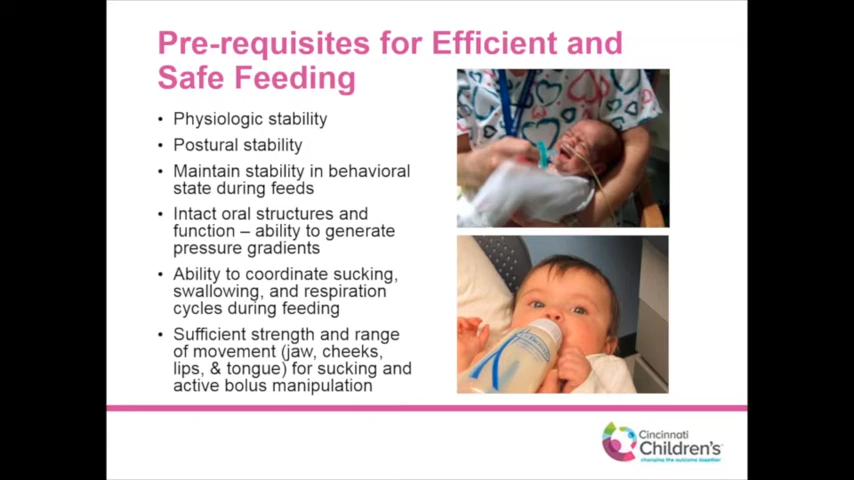 Pre-requisites for Efficient and
Safe Feeding
• Physiologic stability
• Postural stability
• Maintain stability in behavioral
state during feeds
• Intact oral structures and
function – ability to generate
pressure gradients
• Ability to coordinate sucking,
swallowing, and respiration
cycles during feeding
• Sufficient strength and range
of movement (jaw, cheeks,
lips, & tongue) for sucking and
active bolus manipulation
Cincinnati
Children's
changing the outcome together